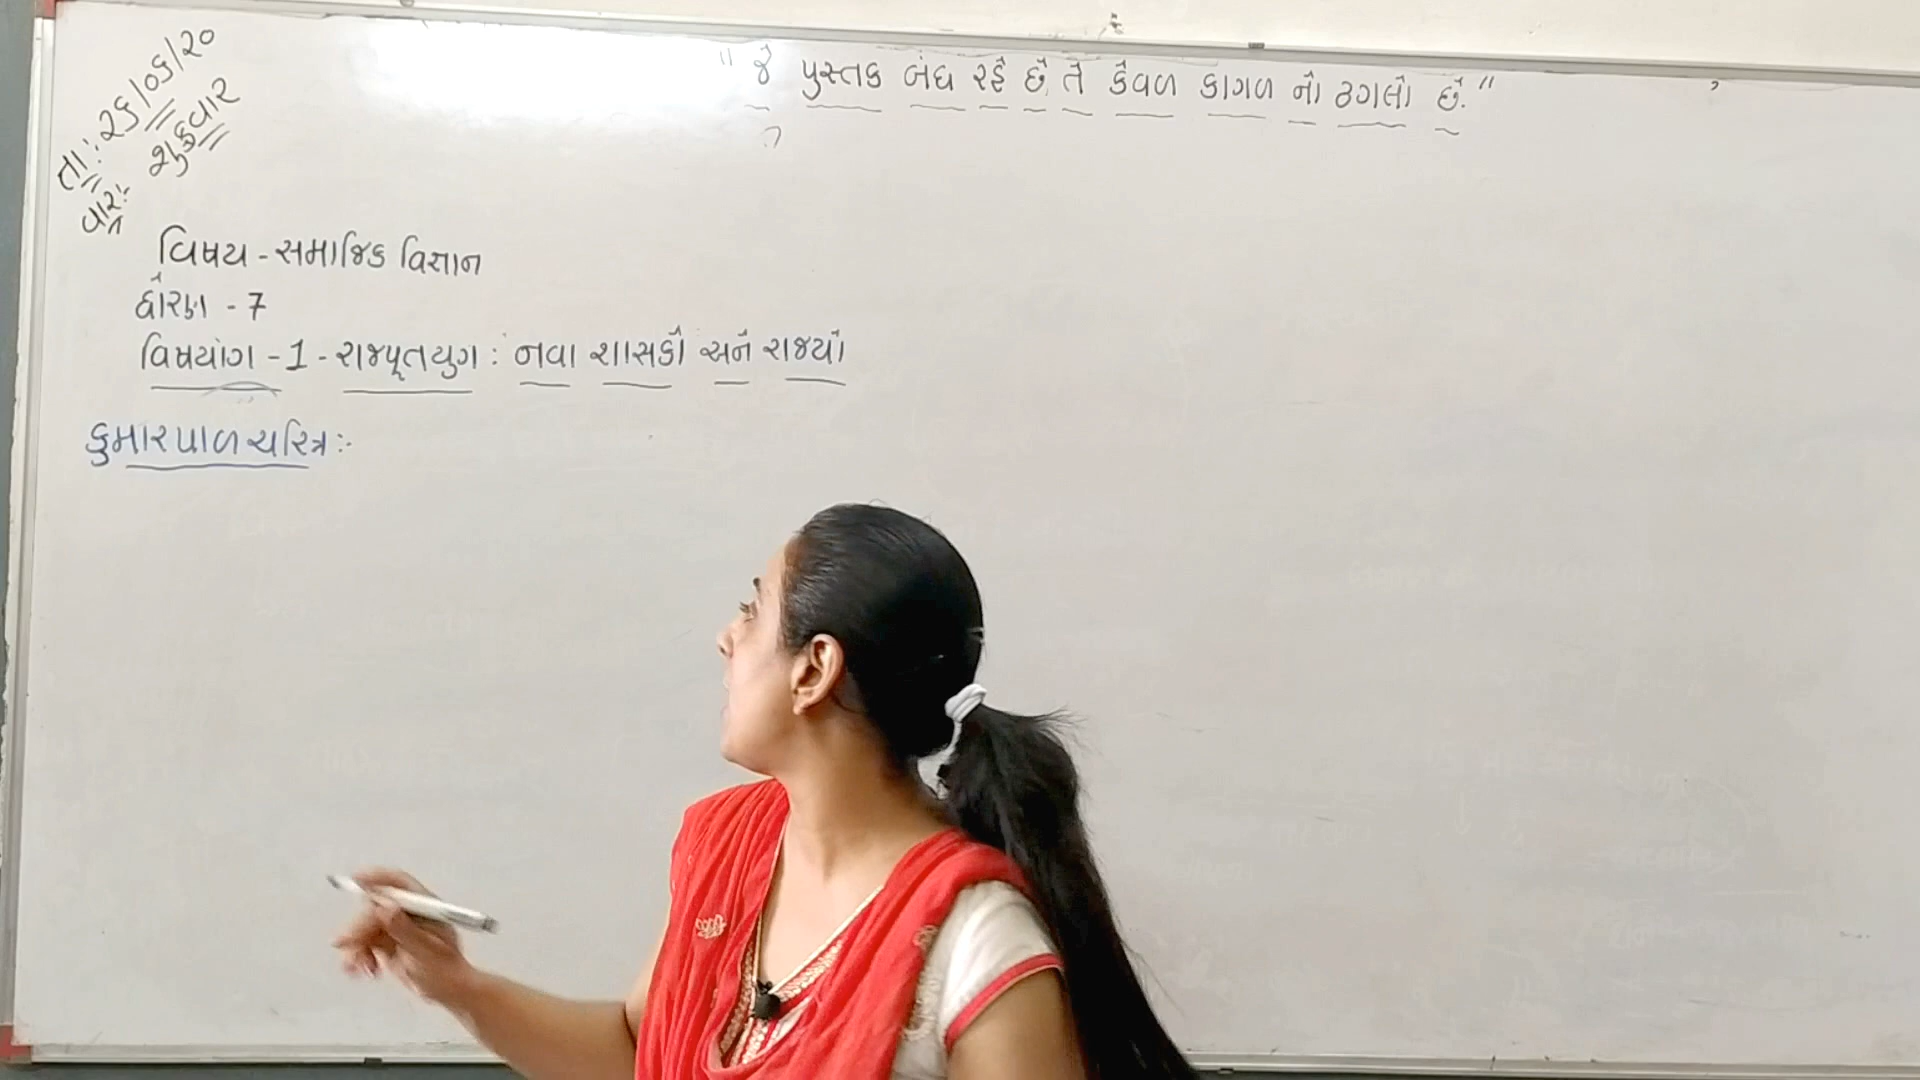 તા: ૨૬/૦૬/૨૦
વાર: શુક્રવાર
"જે પુસ્તક બંધ રહે છે તે કેવળ કાગળ નો ઢગલો છે."
વિષય - સમાજિક વિજ્ઞાન
ધોરણ - 7
વિષયાંગ - 1 - રાજપૂતયુગ : નવા શાસકો અને રાજ્યો
કુમારપાળ ચરિત્ર :-